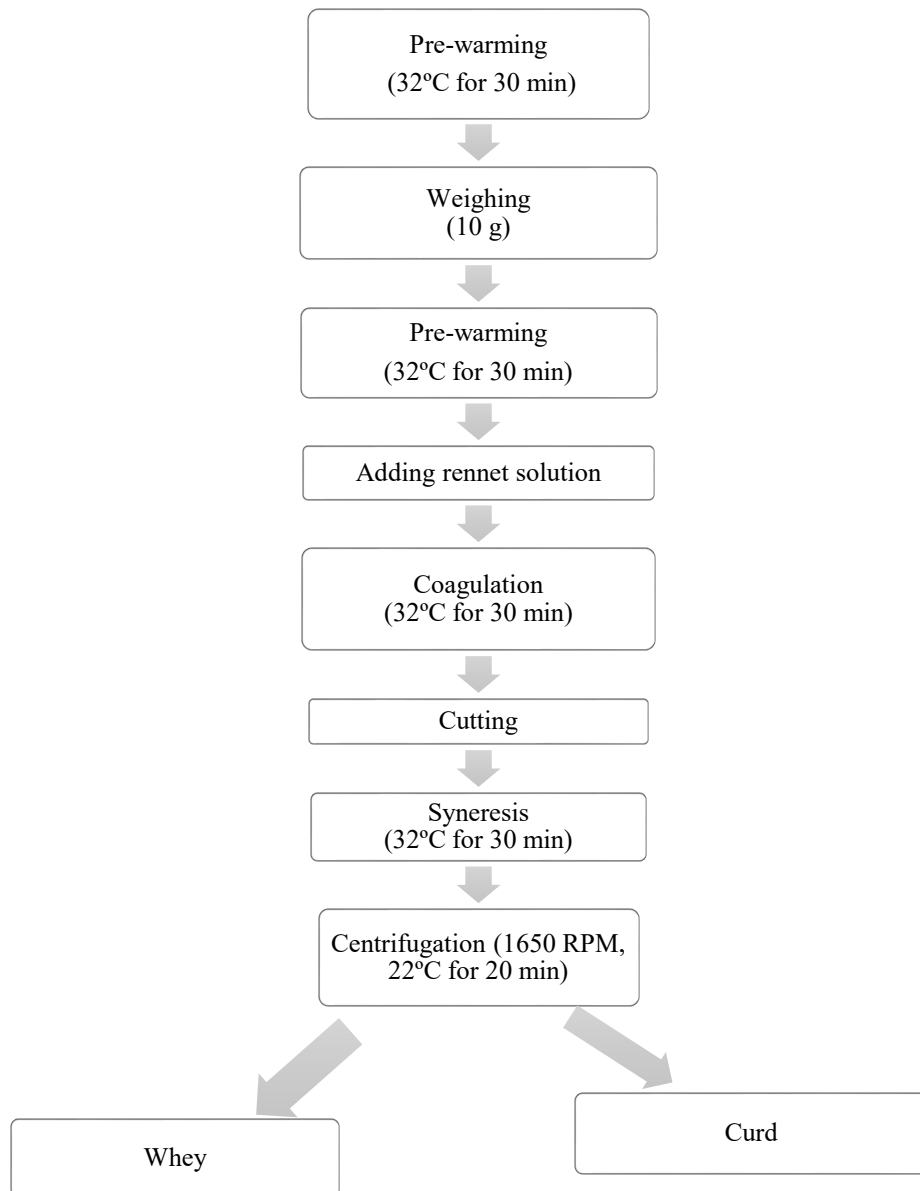 Pre-warming
(32ºC for 30 min)
Weighing
(10 g)
Pre-warming
(32ºC for 30 min)
Adding rennet solution
Coagulation
(32ºC for 30 min)
Cutting
Syneresis
(32ºC for 30 min)
Centrifugation (1650 RPM,
22ºC for 20 min)
Whey
Curd